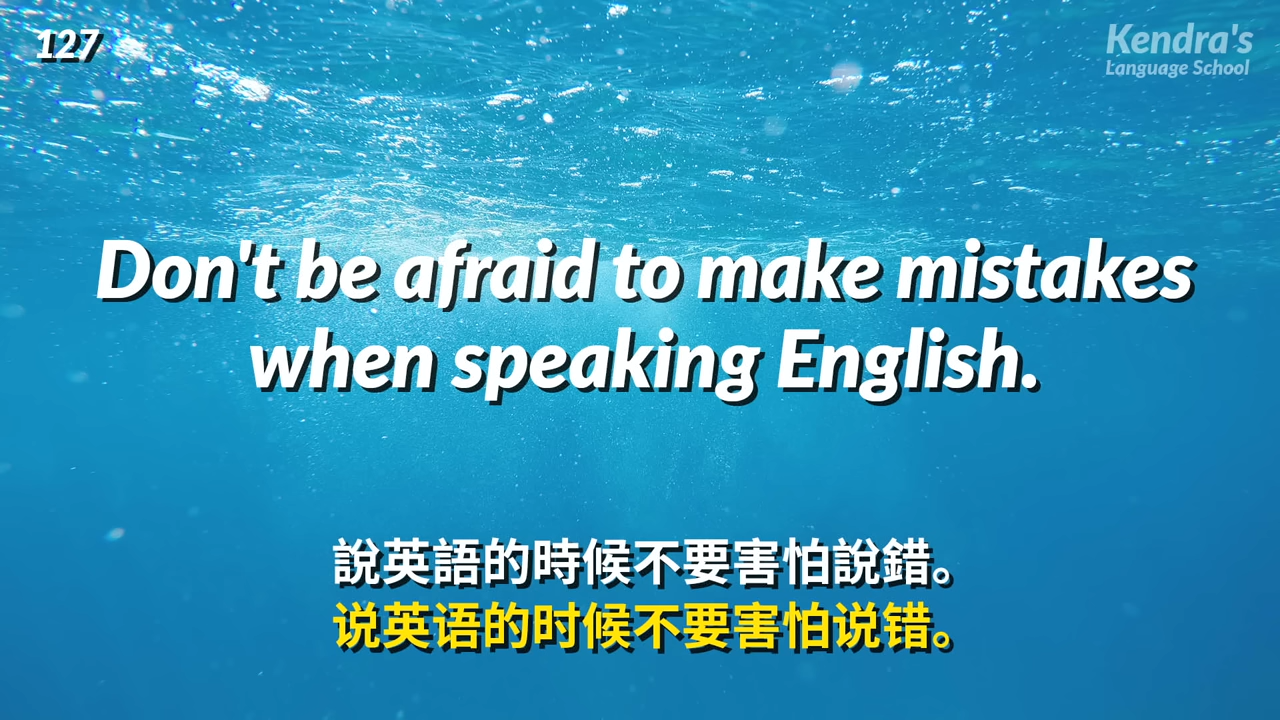 127
Kendra's
Language School
Don't be afraid to make mistakes
when speaking English.
說英語的時候不要害怕說錯。
说英语的时候不要害怕说错。